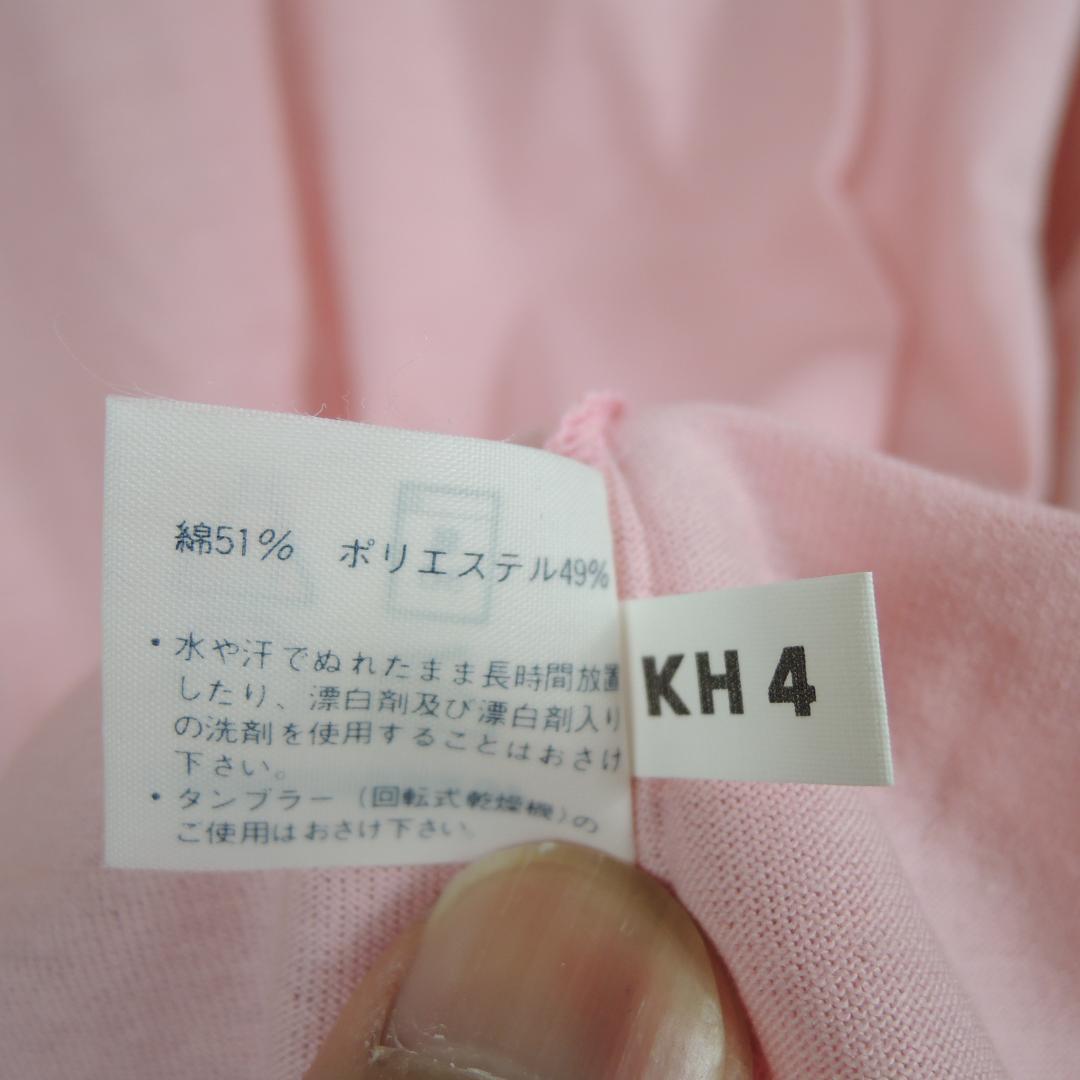 綿51% ポリエステル49%
・水や汗でぬれたまま長時間放置
したり、漂白剤及び漂白剤入り
の洗剤を使用することはおさけ
下さい。
・タンブラー（回転式乾燥機）の
ご使用はおさけ下さい。
KH 4